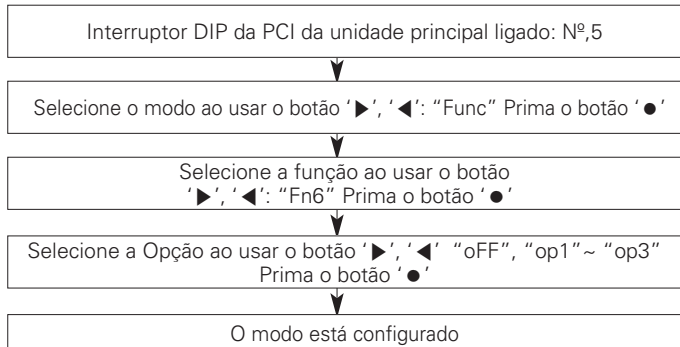 Interruptor DIP da PCI da unidade principal ligado: Nº,5
Selecione o modo ao usar o botão ‘▶’, ‘◀’: “Func” Prima o botão ‘●’
Selecione a função ao usar o botão
‘▶’, ‘◀’: “Fn6” Prima o botão ‘●’
Selecione a Opção ao usar o botão ‘▶’, ‘◀’ “oFF”, “op1”~ “op3”
Prima o botão ‘●’
O modo está configurado